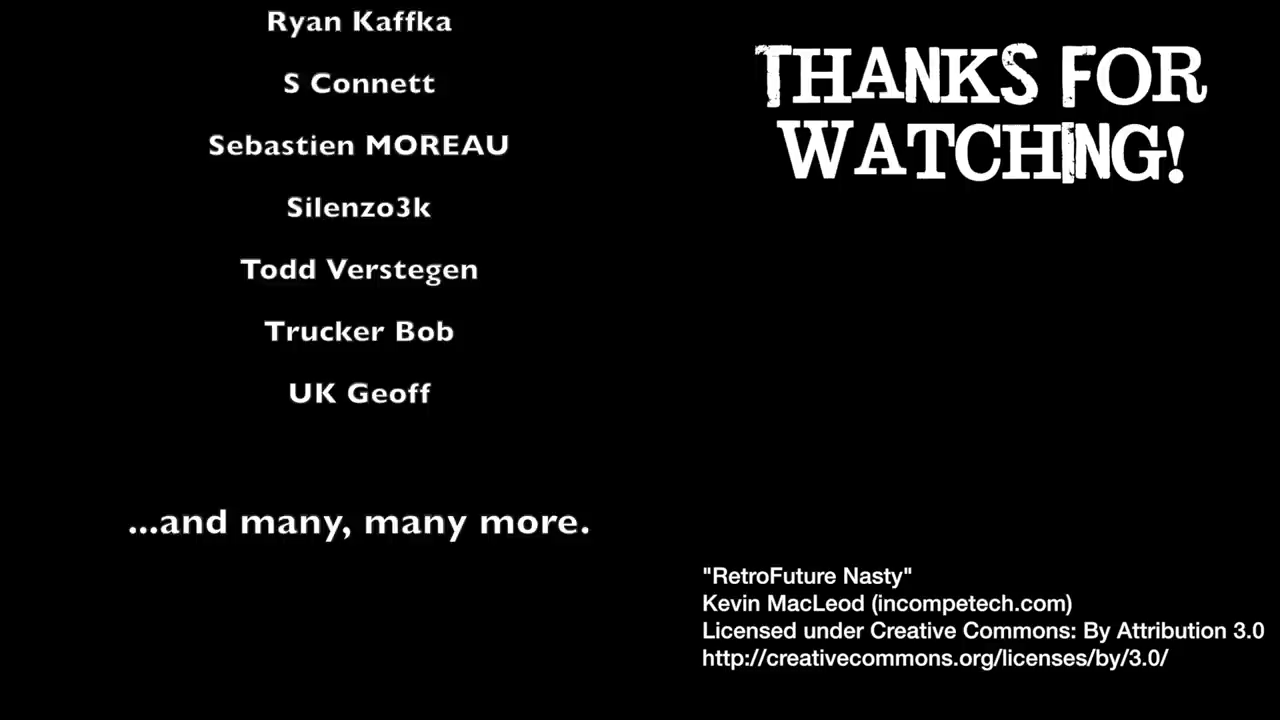 Ryan Kaffka
S Connett
Sebastien MOREAU
Silenzo3k
Todd Verstegen
Trucker Bob
UK Geoff
...and many, many more.
THANKS FOR
WATCHING!
"RetroFuture Nasty"
Kevin MacLeod (incompetech.com)
Licensed under Creative Commons: By Attribution 3.0
http://creativecommons.org/licenses/by/3.0/